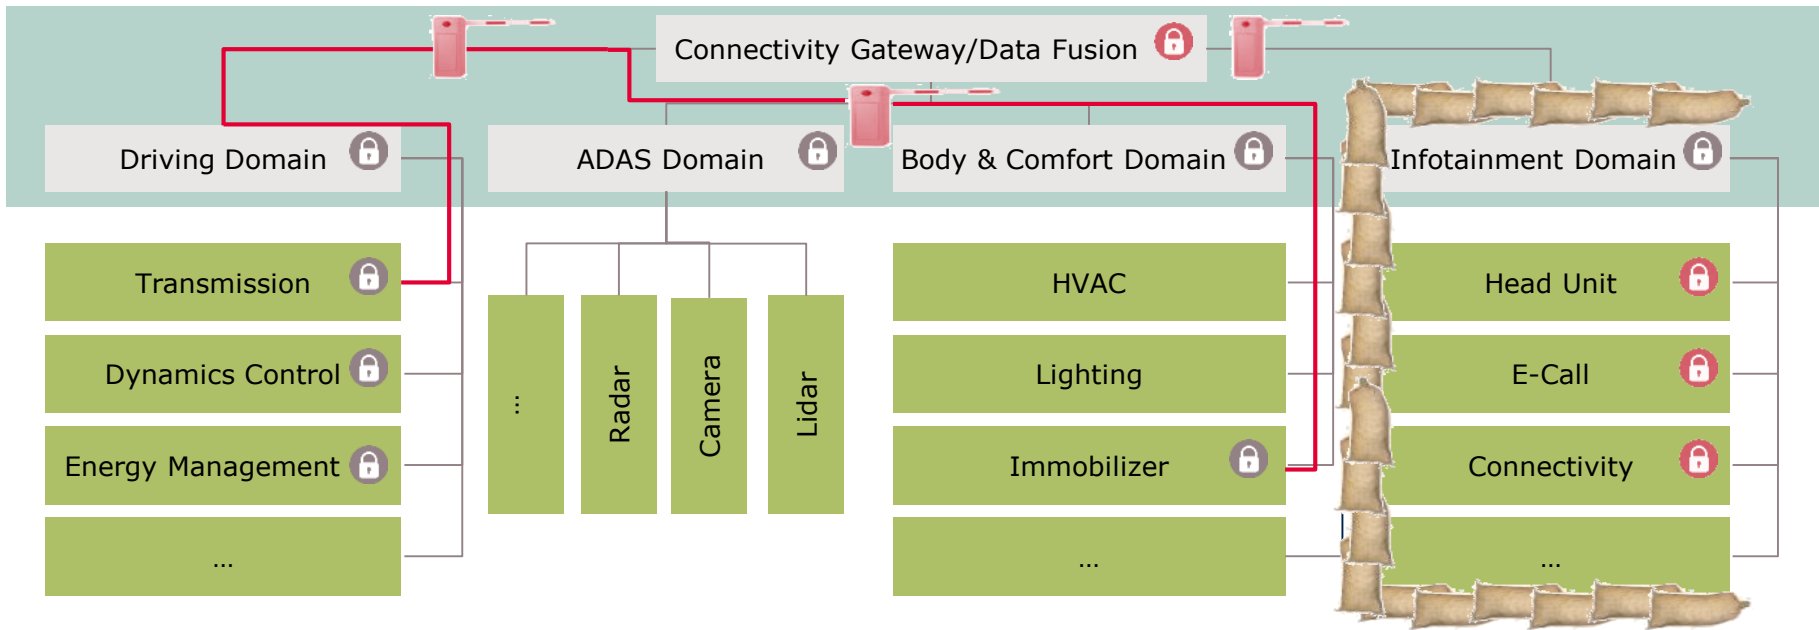 Connectivity Gateway/Data Fusion
Driving Domain
ADAS Domain
Body & Comfort Domain
Infotainment Domain
Transmission
Dynamics Control
Energy Management
...
...
Radar
Camera
Lidar
HVAC
Lighting
Immobilizer
...
Head Unit
E-Call
Connectivity
...